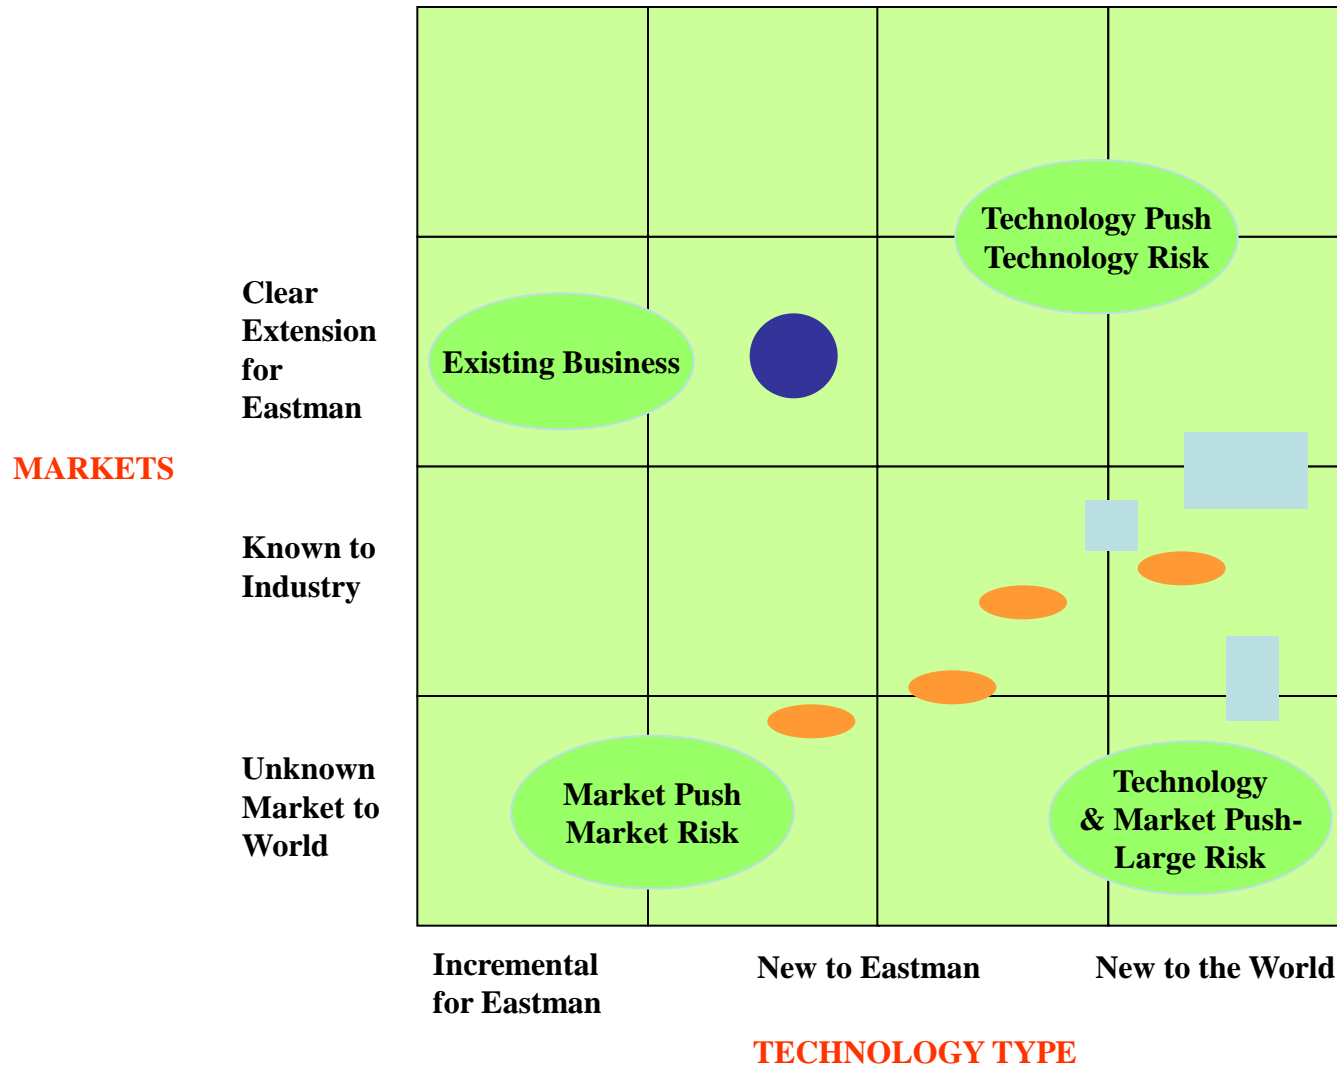 Technology Push
Technology Risk
Clear
Extension
for
Eastman
Existing Business
MARKETS
Known to
Industry
Unknown
Market to
World
Market Push
Market Risk
Technology
& Market Push-
Large Risk
Incremental
for Eastman
New to Eastman
New to the World
TECHNOLOGY TYPE